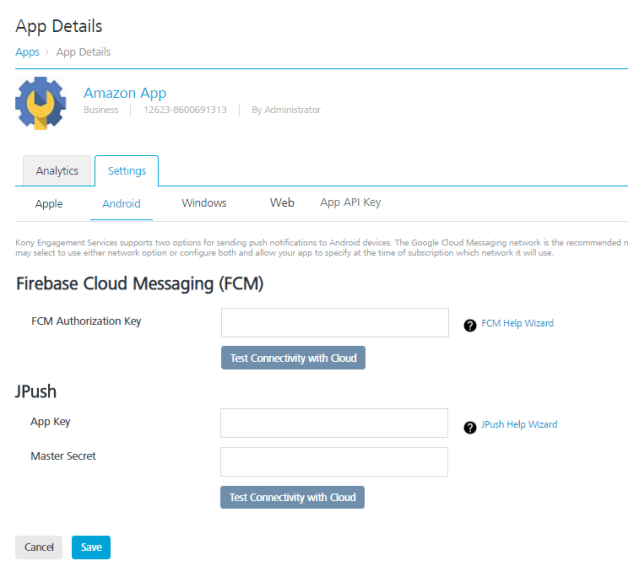 App Details
Apps › App Details
Amazon App
Business | 12623-8600691313 | By Administrator
Analytics Settings
Apple Android Windows Web App API Key
Kony Engagement Services supports two options for sending push notifications to Android devices. The Google Cloud Messaging network is the recommended
may select to use either network option or configure both and allow your app to specify at the time of subscription which network it will use.
Firebase Cloud Messaging (FCM)
FCM Authorization Key
? FCM Help Wizard
Test Connectivity with Cloud
JPush
App Key
? JPush Help Wizard
Master Secret
Test Connectivity with Cloud
Cancel Save